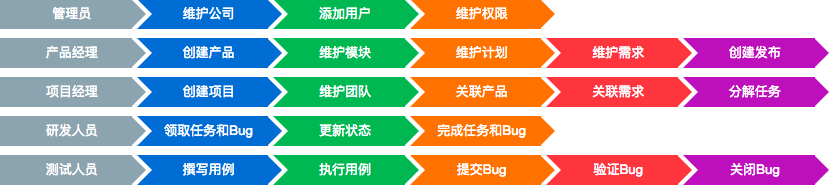 管理员 维护公司 添加用户 维护权限
产品经理 创建产品 维护模块 维护计划 维护需求 创建发布
项目经理 创建项目 维护团队 关联产品 关联需求 分解任务
研发人员 领取任务和Bug 更新状态 完成任务和Bug
测试人员 撰写用例 执行用例 提交Bug 验证Bug 关闭Bug